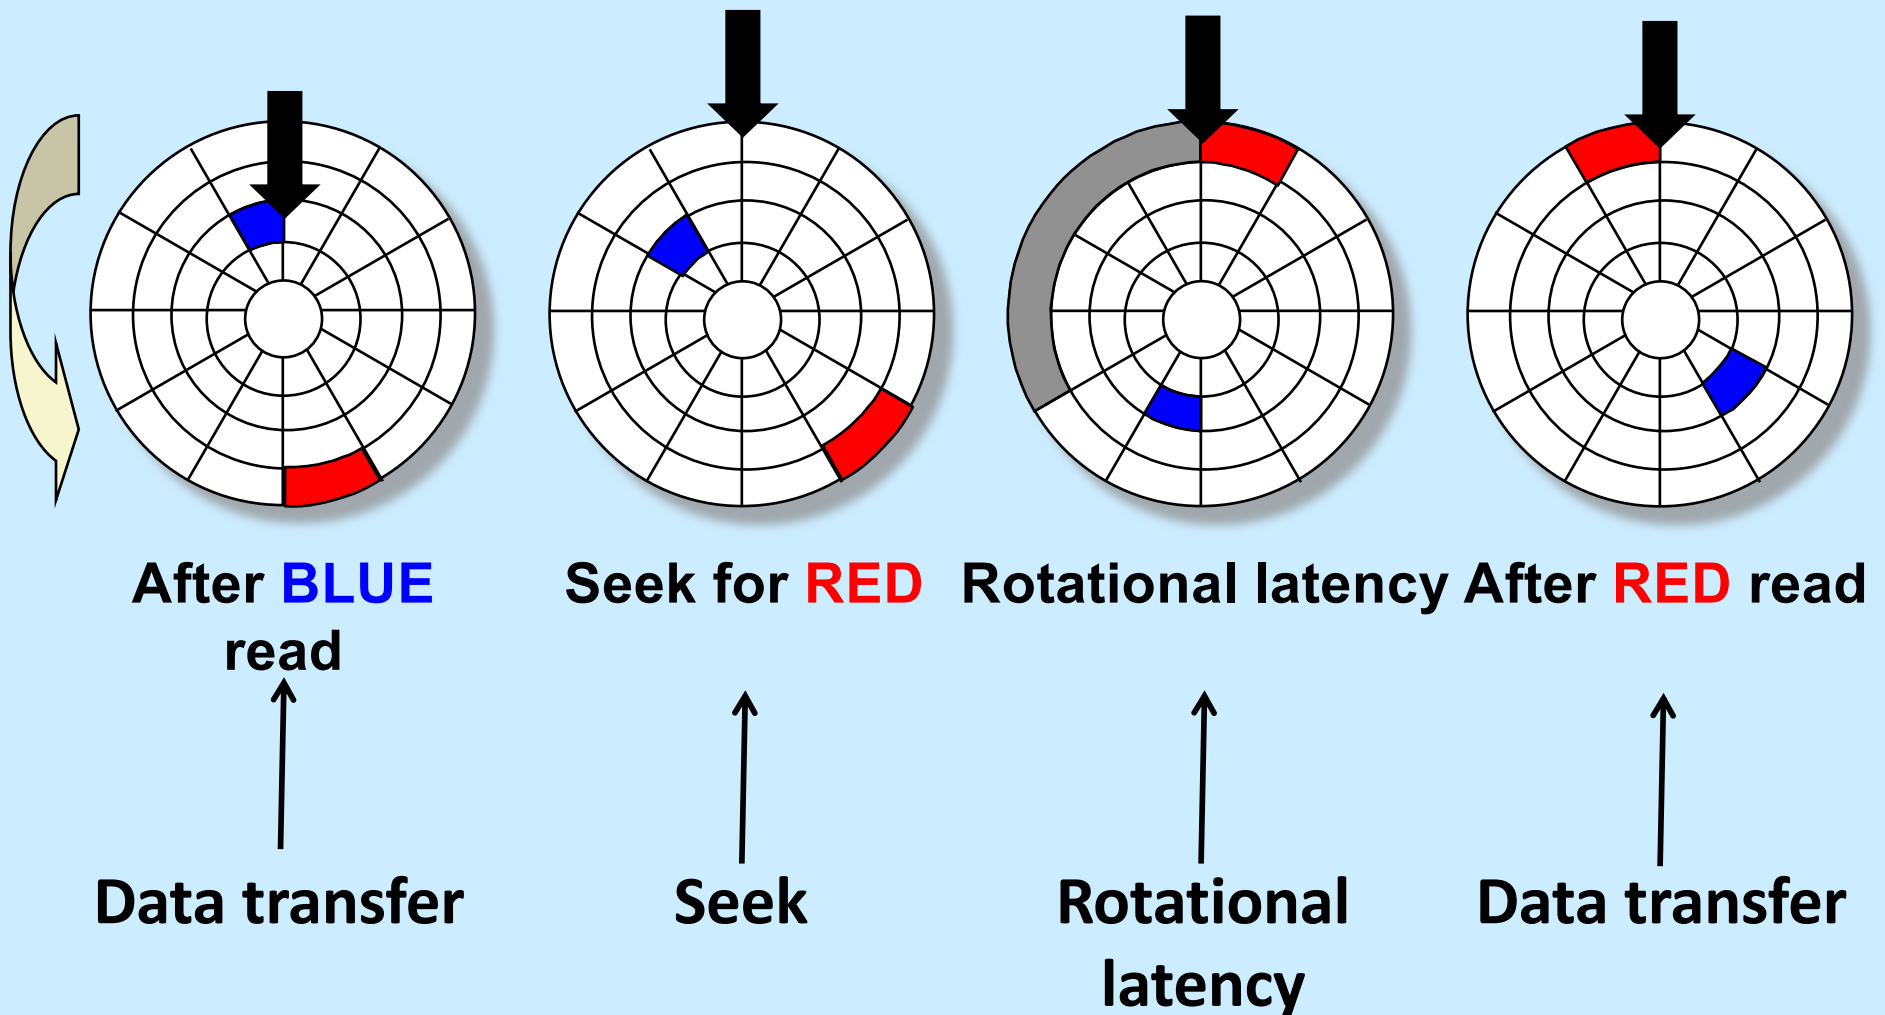 After BLUE
read
Seek for RED
Rotational latency
After RED read
Data transfer
Seek
Rotational
latency
Data transfer